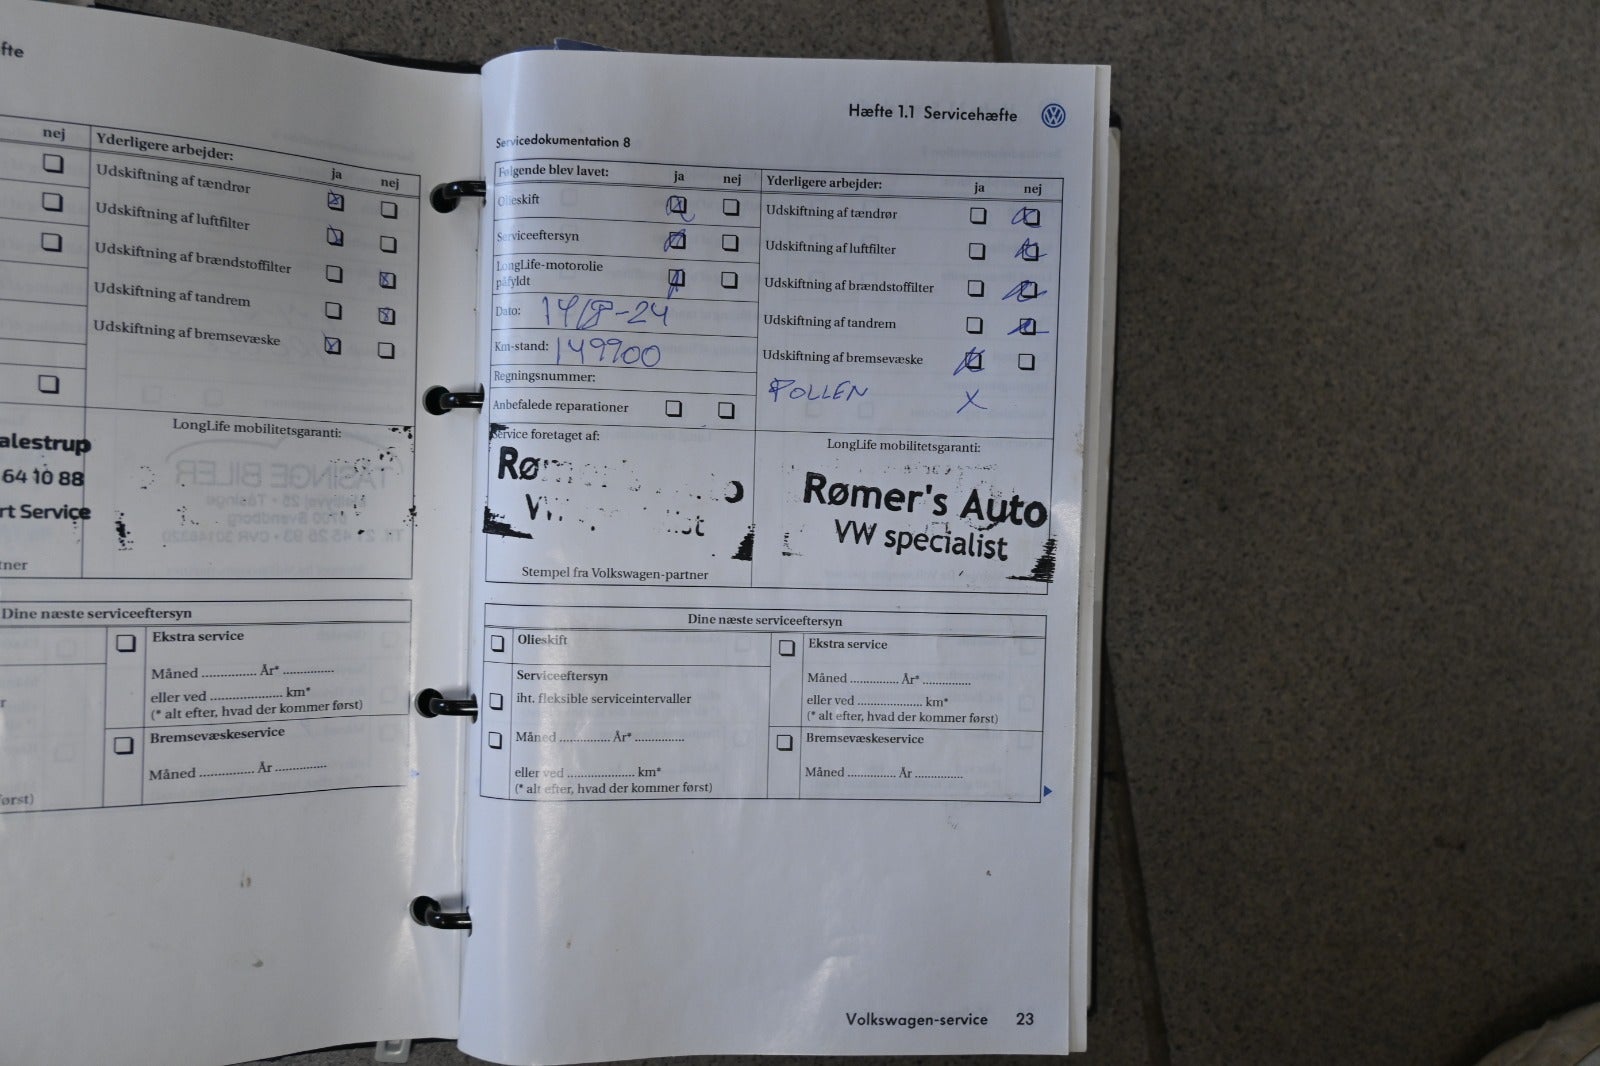 fte
nej
Yderligere arbejder:
ja
nej
Udskiftning af tændrør
Udskiftning af luftfilter
Udskiftning af brændstoffilter
Udskiftning af tandrem
Udskiftning af bremsevæske
alestrup
64 10 88
rt Service
ner
LongLife mobilitetsgaranti:
Dine næste serviceeftersyn
Ekstra service
Måned ............... År* ..............
eller ved .................... km*
(* alt efter, hvad der kommer først)
Bremsevæskeservice
Måned ............... År ..............
ørst)
Hæfte 1.1 Servicehæfte
Servicedokumentation 8
Følgende blev lavet:
ja
nej
Olieskift
Serviceeftersyn
LongLife-motorolie
påfyldt
Dato: 14/8-24
Km-stand: 149900
Regningsnummer:
Anbefalede reparationer
Yderligere arbejder:
ja
nej
Udskiftning af tændrør
Udskiftning af luftfilter
Udskiftning af brændstoffilter
Udskiftning af tandrem
Udskiftning af bremsevæske
POLLEN X
Service foretaget af:
Stempel fra Volkswagen-partner
LongLife mobilitetsgaranti:
Rømer's Auto
VW specialist
Dine næste serviceeftersyn
Olieskift
Serviceeftersyn
iht. fleksible serviceintervaller
Måned .............. År* ..............
eller ved .................... km*
(* alt efter, hvad der kommer først)
Ekstra service
Måned .............. År* ..............
eller ved .................... km*
(* alt efter, hvad der kommer først)
Bremsevæskeservice
Måned .............. År ..............
Volkswagen-service 23